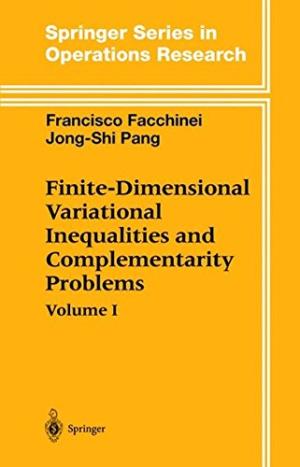 Springer Series in
Operations Research
Francisco Facchinei
Jong-Shi Pang
Finite-Dimensional
Variational
Inequalities and
Complementarity
Problems
Volume I
Springer